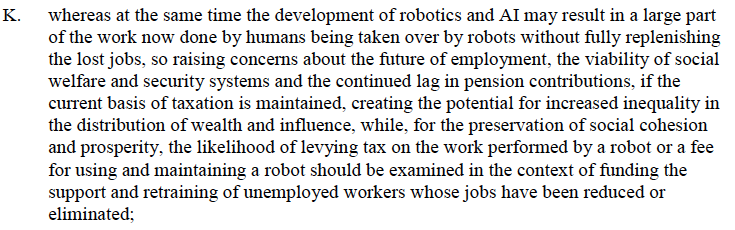 K. whereas at the same time the development of robotics and AI may result in a large part
of the work now done by humans being taken over by robots without fully replenishing
the lost jobs, so raising concerns about the future of employment, the viability of social
welfare and security systems and the continued lag in pension contributions, if the
current basis of taxation is maintained, creating the potential for increased inequality in
the distribution of wealth and influence, while, for the preservation of social cohesion
and prosperity, the likelihood of levying tax on the work performed by a robot or a fee
for using and maintaining a robot should be examined in the context of funding the
support and retraining of unemployed workers whose jobs have been reduced or
eliminated;